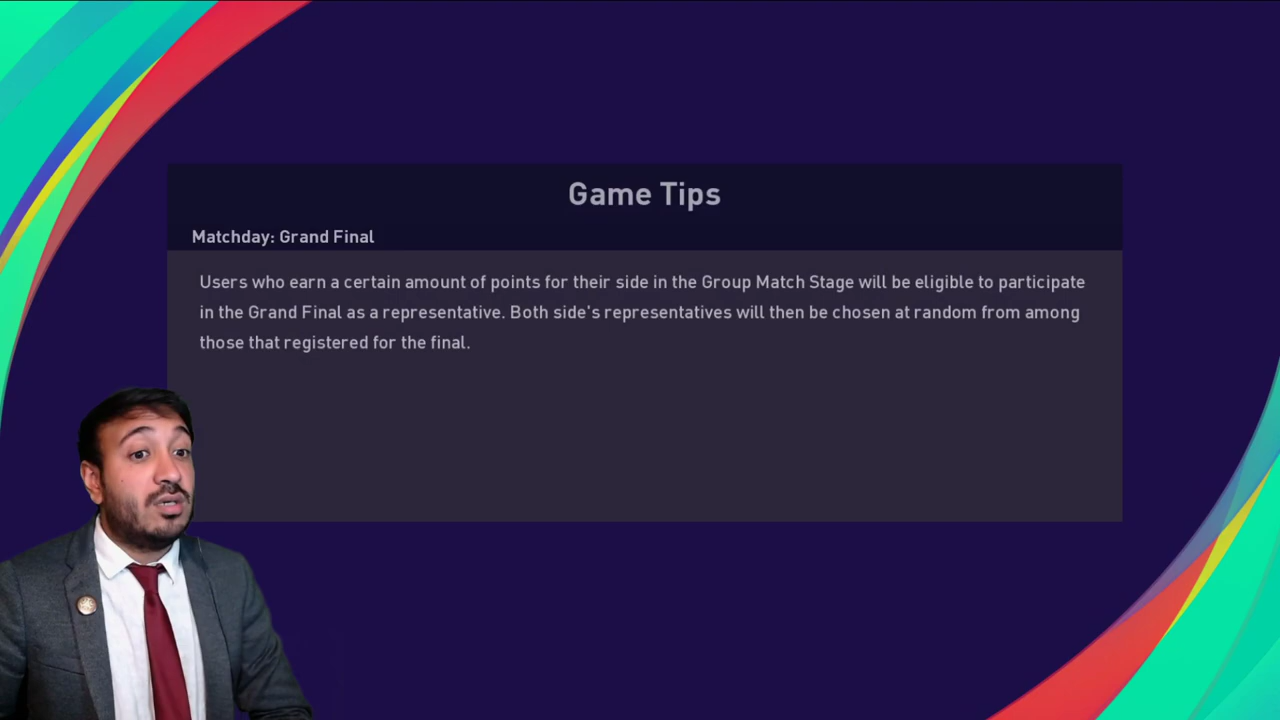 Game Tips
Matchday: Grand Final
Users who earn a certain amount of points for their side in the Group Match Stage will be eligible to participate
in the Grand Final as a representative. Both side's representatives will then be chosen at random from among
those that registered for the final.